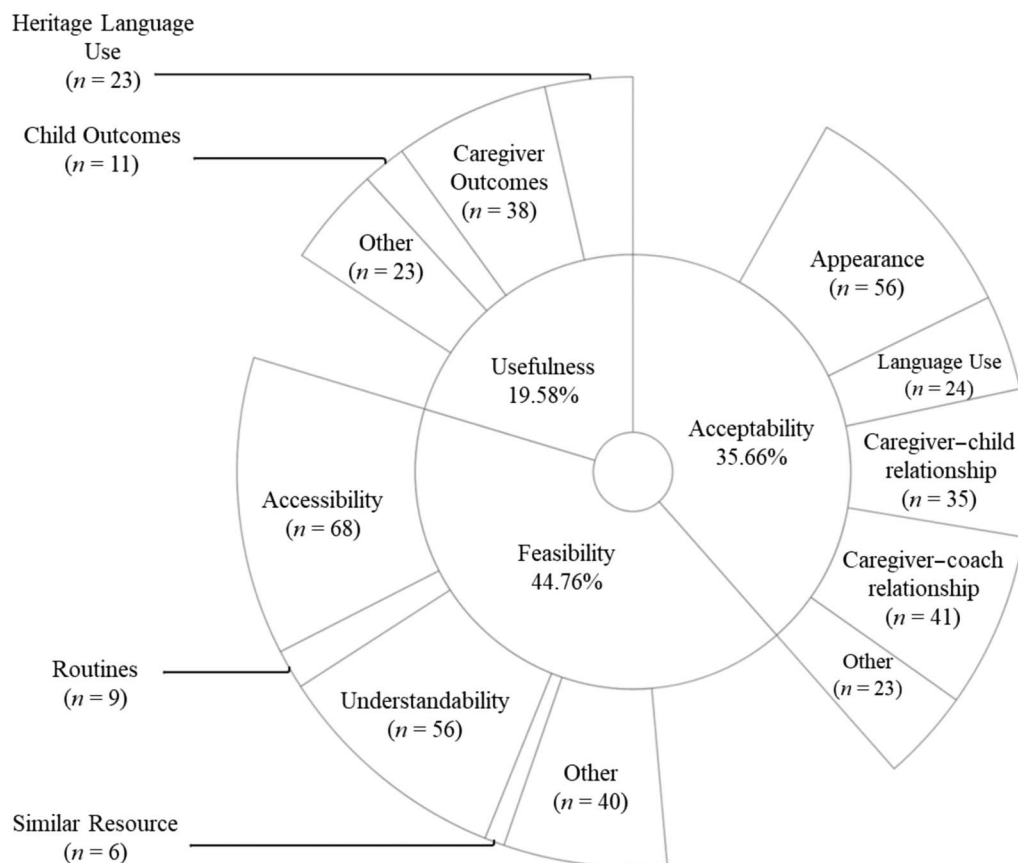 Heritage Language
Use
(n = 23)
Child Outcomes
(n = 11)
Caregiver
Outcomes
(n = 38)
Other
(n = 23)
Usefulness
19.58%
Appearance
(n = 56)
Language Use
(n = 24)
Acceptability
35.66%
Caregiver–child
relationship
(n = 35)
Caregiver–coach
relationship
(n = 41)
Other
(n = 23)
Accessibility
(n = 68)
Feasibility
44.76%
Routines
(n = 9)
Understandability
(n = 56)
Other
(n = 40)
Similar Resource
(n = 6)